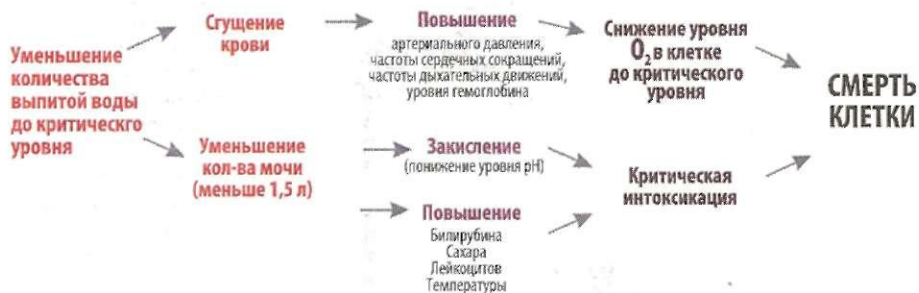 Уменьшение
количества
выпитой воды
до критическго
уровня
Сгущение
крови
Уменьшение
кол-ва мочи
(меньше 1,5 л)
Повышение
артериального давления,
частоты сердечных сокращений,
частоты дыхательных движений,
уровня гемоглобина
Закисление
(понижение уровня pH)
Повышение
Билирубина
Сахара
Лейкоцитов
Температуры
Снижение уровня
O₂ в клетке
до критического
уровня
Критическая
интоксикация
СМЕРТЬ
КЛЕТКИ